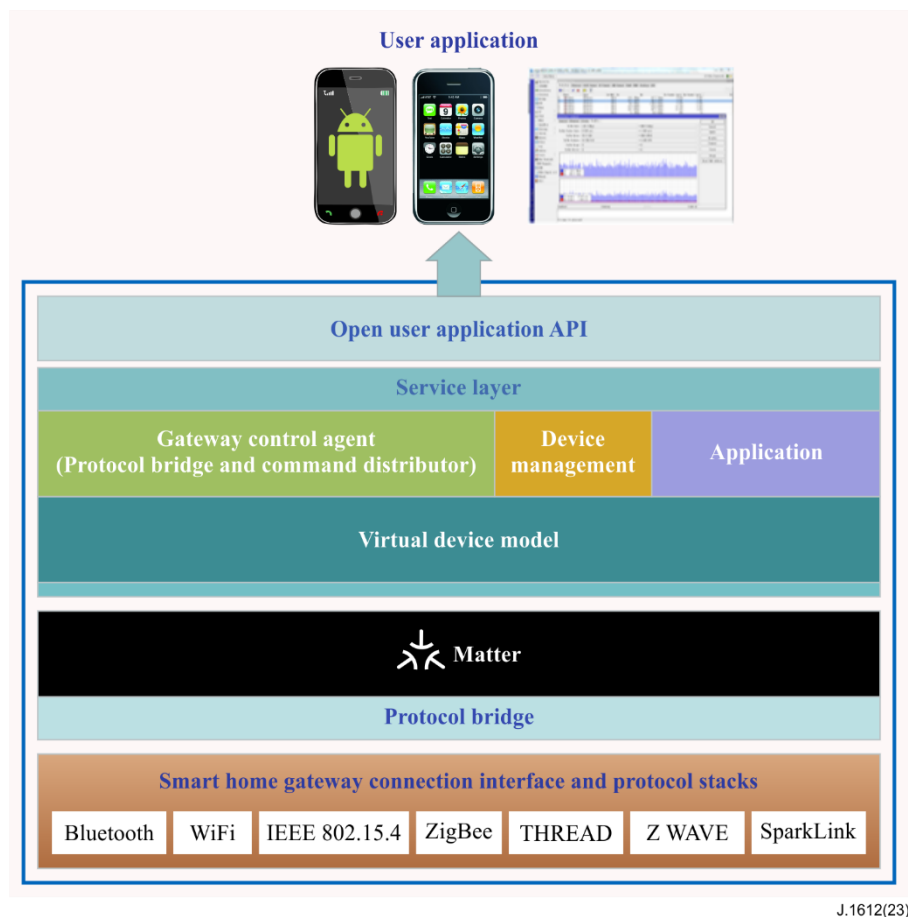 User application
Open user application API
Service layer
Gateway control agent
(Protocol bridge and command distributor)
Device
management
Application
Virtual device model
Matter
Protocol bridge
Smart home gateway connection interface and protocol stacks
Bluetooth
WiFi
IEEE 802.15.4
ZigBee
THREAD
Z WAVE
SparkLink
J.1612(23)